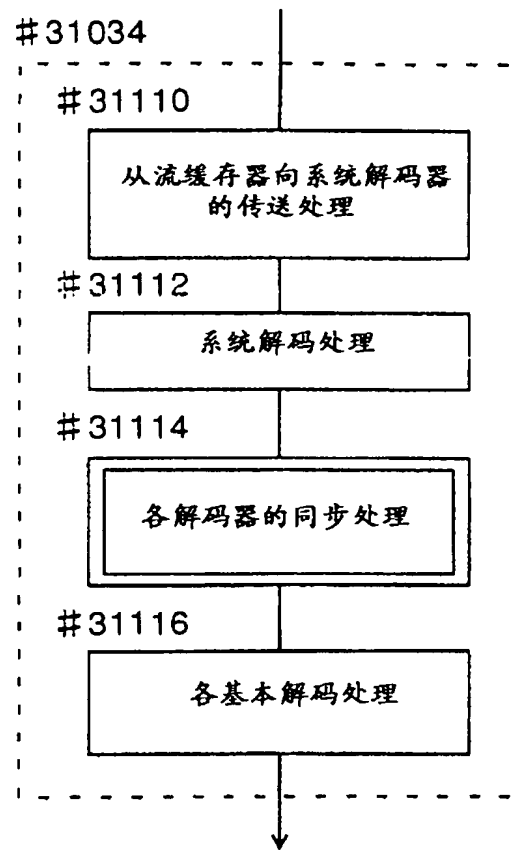 #31034
#31110
从流缓存器向系统解码器
的传送处理
#31112
系统解码处理
#31114
各解码器的同步处理
#31116
各基本解码处理